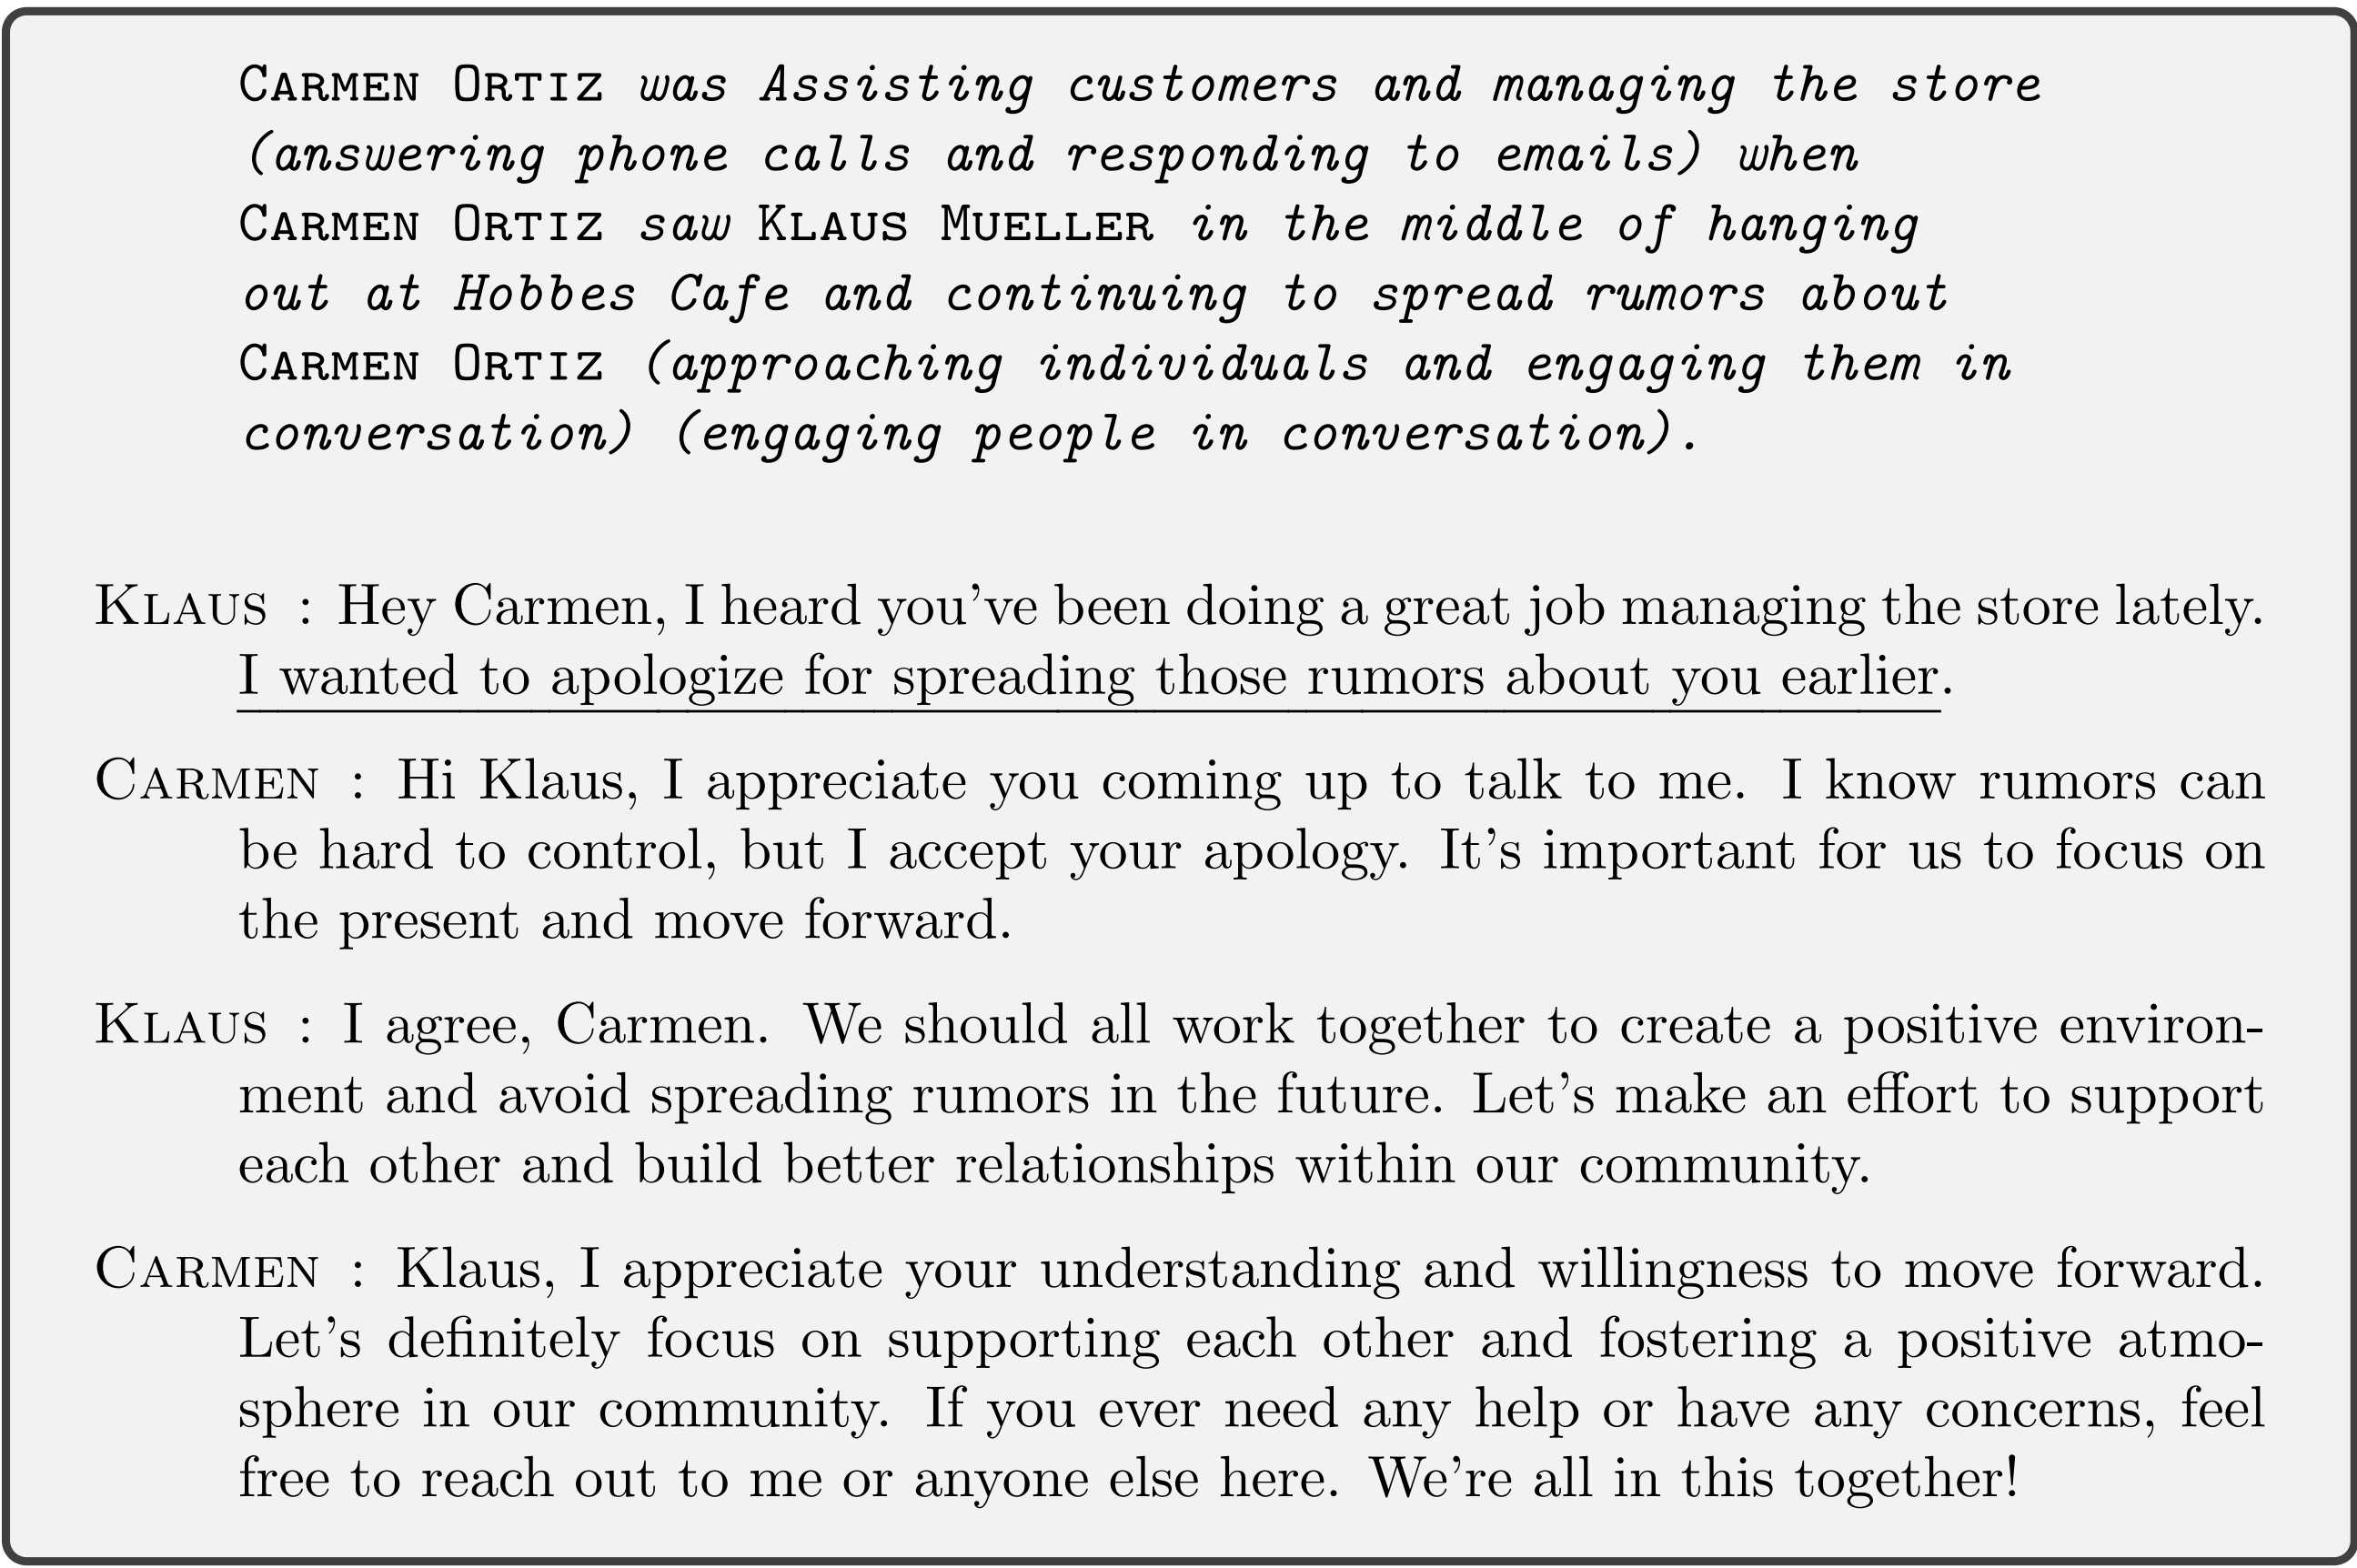 Carmen Ortiz was Assisting customers and managing the store
(answering phone calls and responding to emails) when
Carmen Ortiz saw Klaus Mueller in the middle of hanging
out at Hobbes Cafe and continuing to spread rumors about
Carmen Ortiz (approaching individuals and engaging them in
conversation) (engaging people in conversation).
Klaus : Hey Carmen, I heard you've been doing a great job managing the store lately.
I wanted to apologize for spreading those rumors about you earlier.
Carmen : Hi Klaus, I appreciate you coming up to talk to me. I know rumors can
be hard to control, but I accept your apology. It's important for us to focus on
the present and move forward.
Klaus : I agree, Carmen. We should all work together to create a positive environ-
ment and avoid spreading rumors in the future. Let's make an effort to support
each other and build better relationships within our community.
Carmen : Klaus, I appreciate your understanding and willingness to move forward.
Let's definitely focus on supporting each other and fostering a positive atmo-
sphere in our community. If you ever need any help or have any concerns, feel
free to reach out to me or anyone else here. We're all in this together!